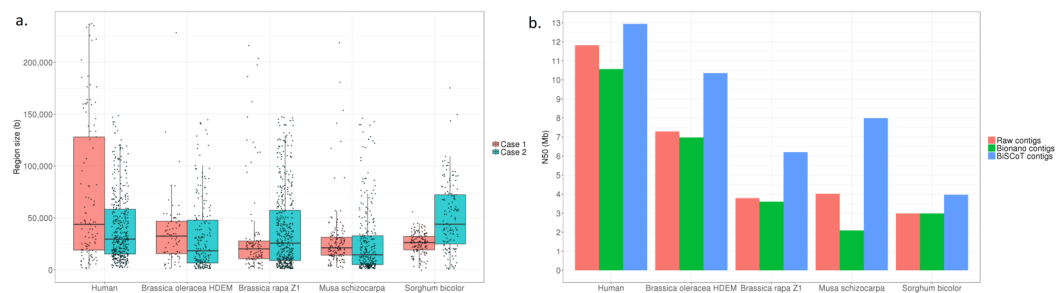 a.
Region size (b)
200,000
150,000
100,000
50,000
0
Human
Brassica oleracea HDEM
Brassica rapa Z1
Musa schizocarpa
Sorghum bicolor
Case 1
Case 2
b.
N50 (Mb)
13
12
11
10
9
8
7
6
5
4
3
2
1
0
Human
Brassica oleracea HDEM
Brassica rapa Z1
Musa schizocarpa
Sorghum bicolor
Raw contigs
Bionano contigs
BiSCoT contigs